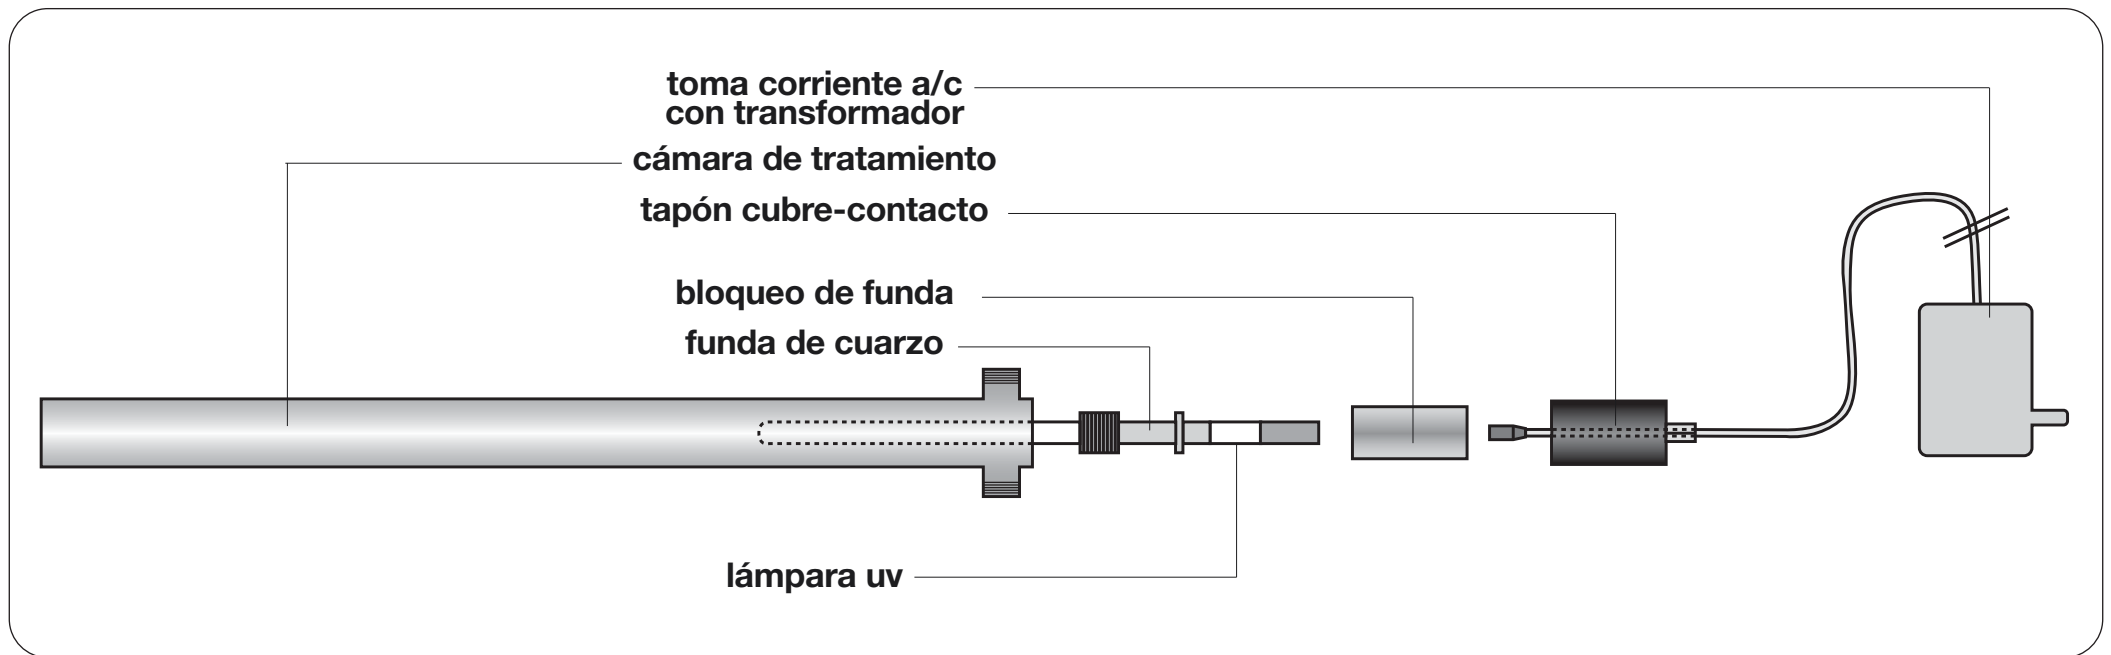 toma corriente a/c
con transformador
cámara de tratamiento
tapón cubre-contacto
bloqueo de funda
funda de cuarzo
lámpara uv